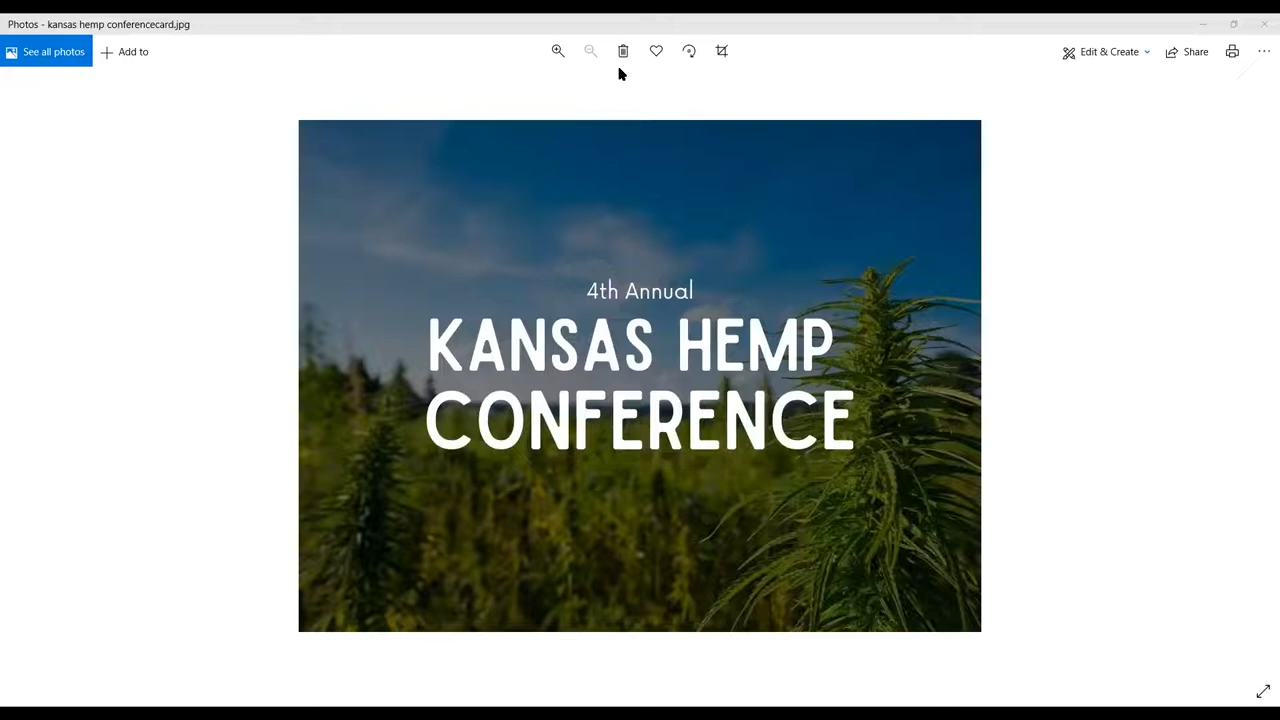 Photos - kansas hemp conferencecard.jpg
See all photos
Add to
Edit & Create
Share
4th Annual
KANSAS HEMP
CONFERENCE